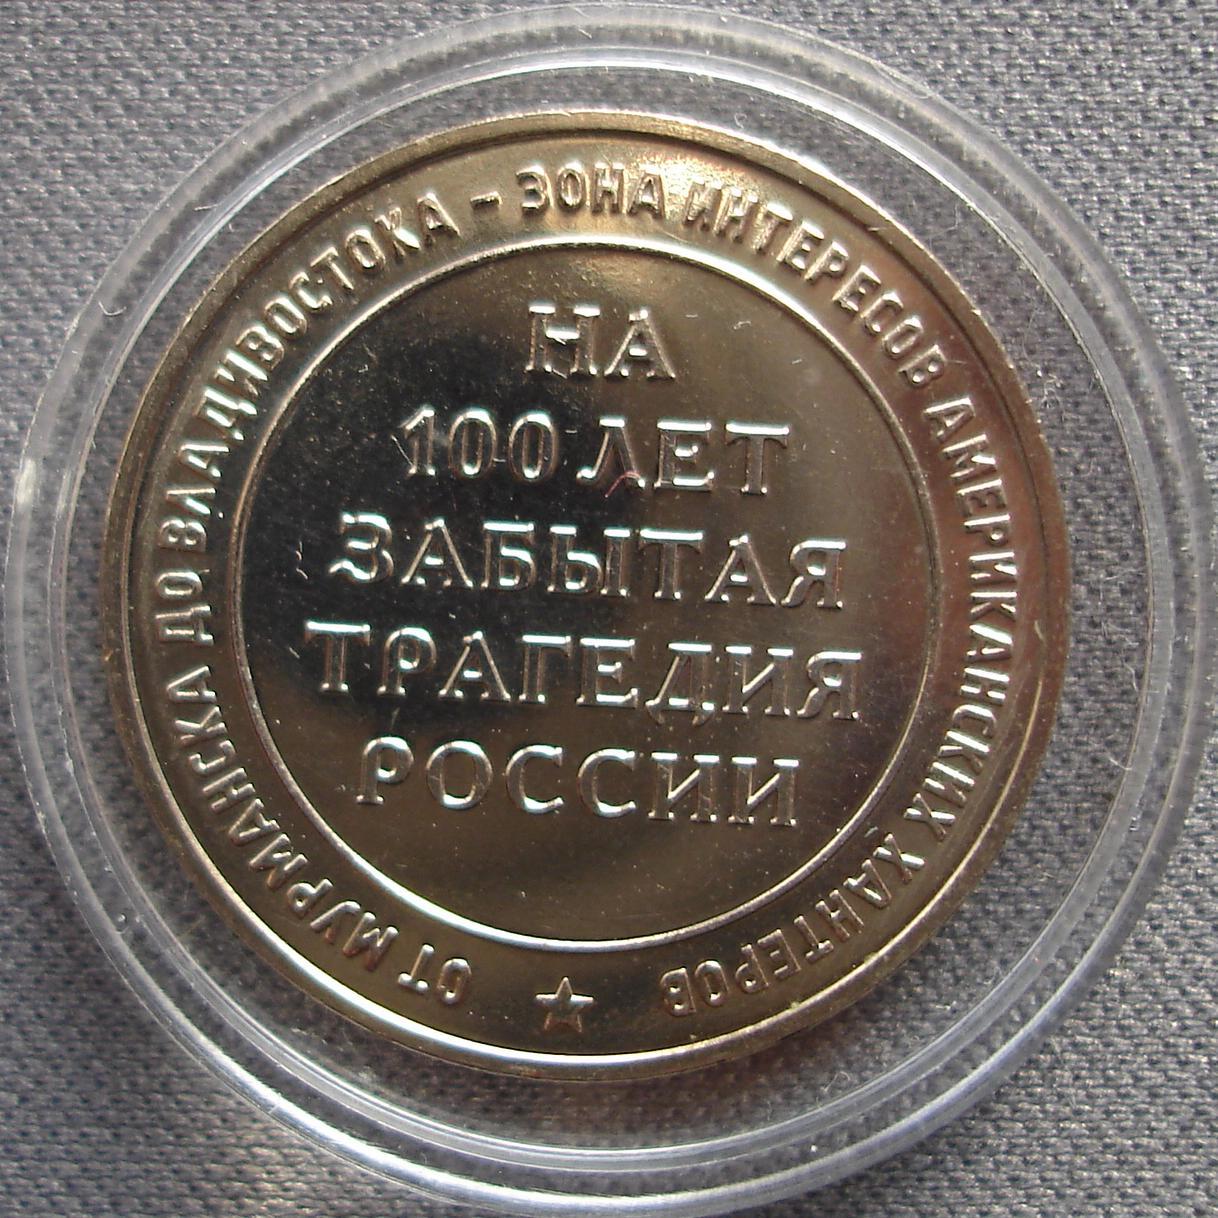 НА
100 ЛЕТ
ЗАБЫТАЯ
ТРАГЕДИЯ
РОССИИ
ОТ МУРМАНСКА ДО ВЛАДИВОСТОКА - ЗОНА ИНТЕРЕСОВ АМЕРИКАНСКИХ ХАНТЕРОВ